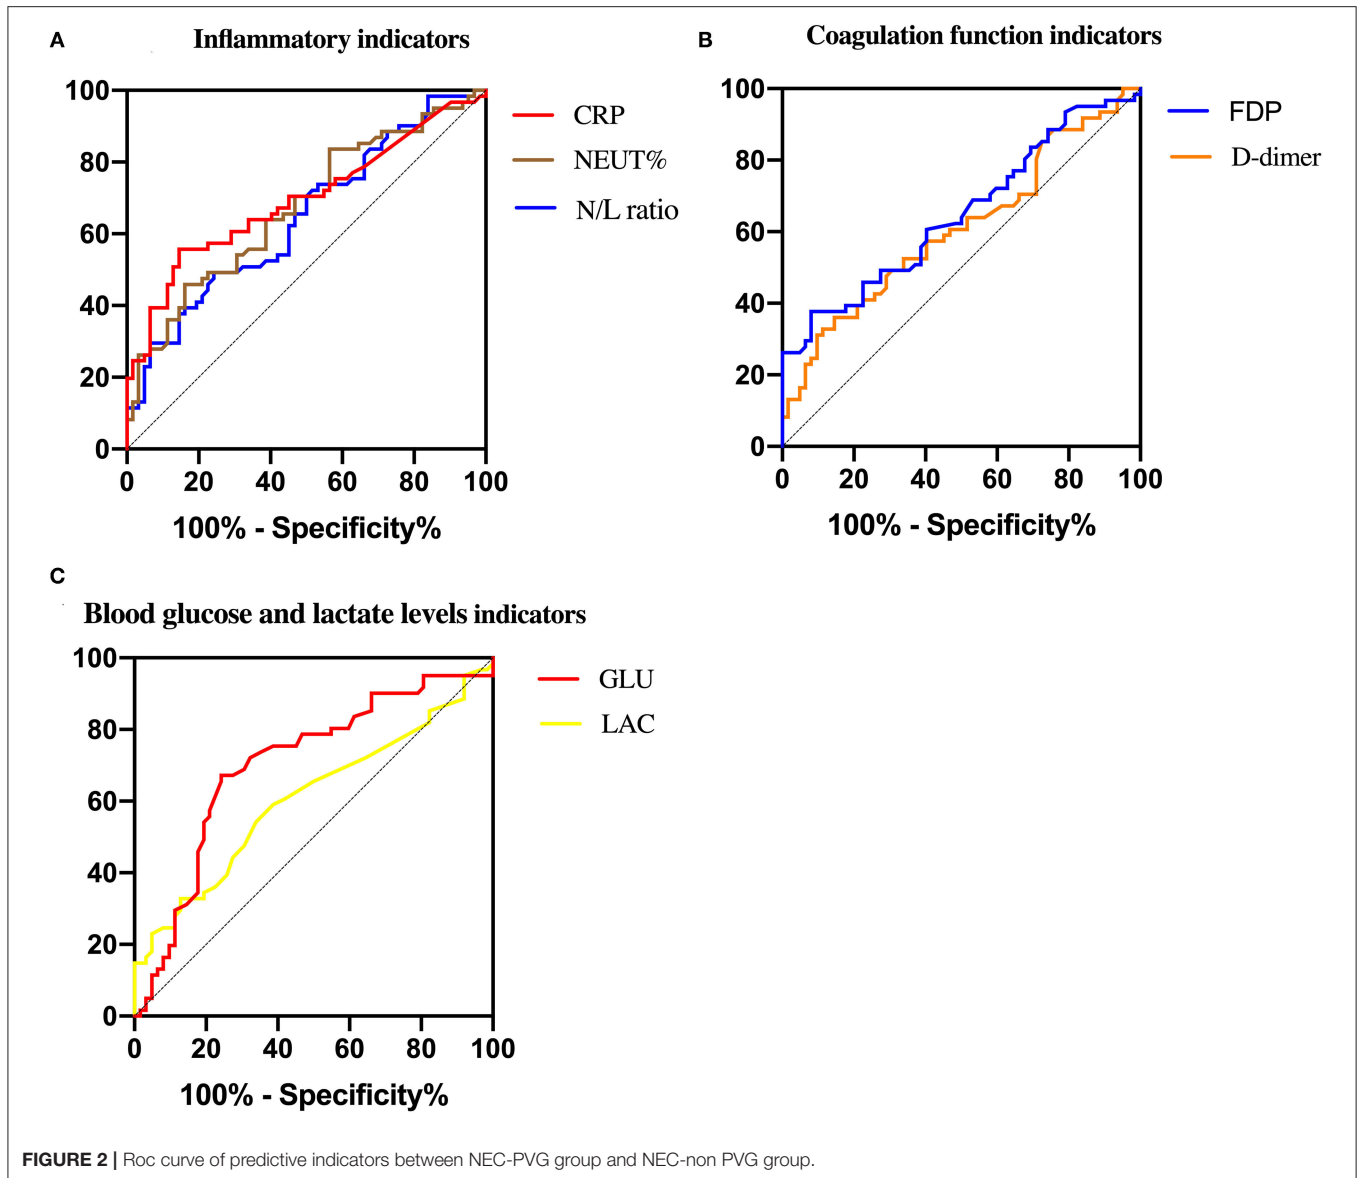 A
Inflammatory indicators
100
80
60
40
20
0
0 20 40 60 80 100
100% - Specificity%
CRP
NEUT%
N/L ratio
B
Coagulation function indicators
100
80
60
40
20
0
0 20 40 60 80 100
100% - Specificity%
FDP
D-dimer
C
Blood glucose and lactate levels indicators
100
80
60
40
20
0
0 20 40 60 80 100
100% - Specificity%
GLU
LAC
FIGURE 2 | Roc curve of predictive indicators between NEC-PVG group and NEC-non PVG group.